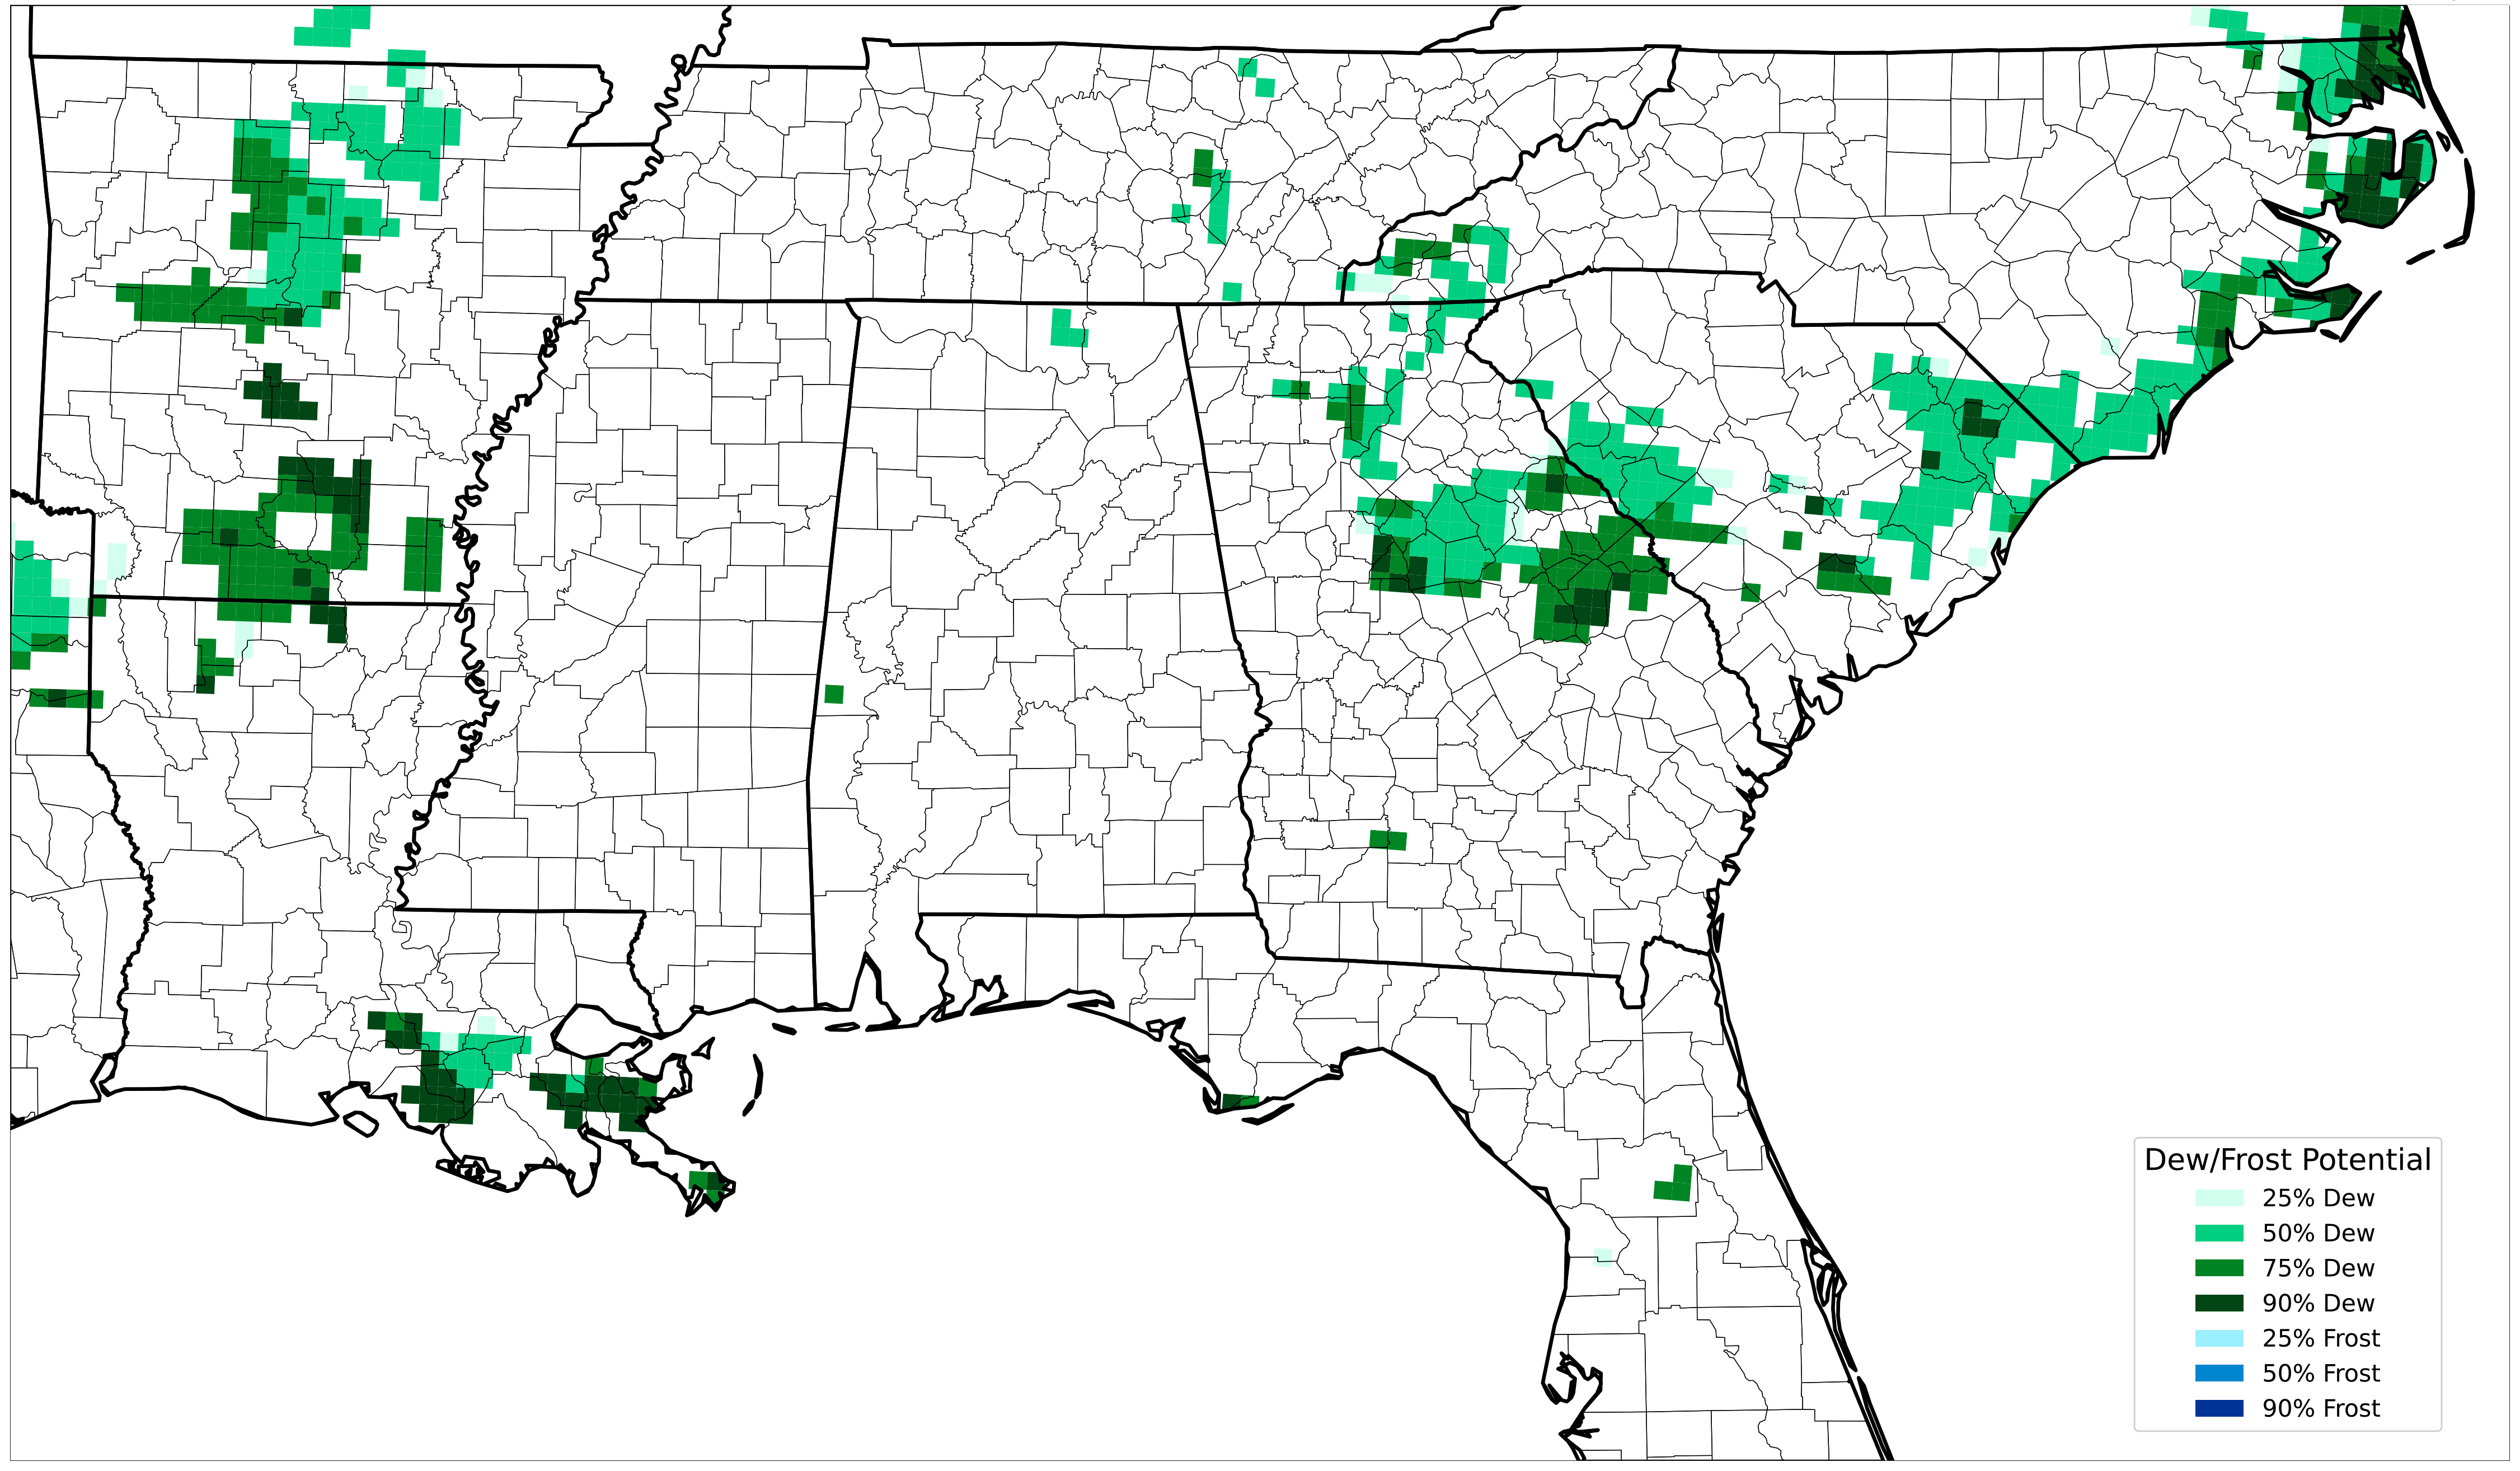 Dew/Frost Potential
25% Dew
50% Dew
75% Dew
90% Dew
25% Frost
50% Frost
90% Frost